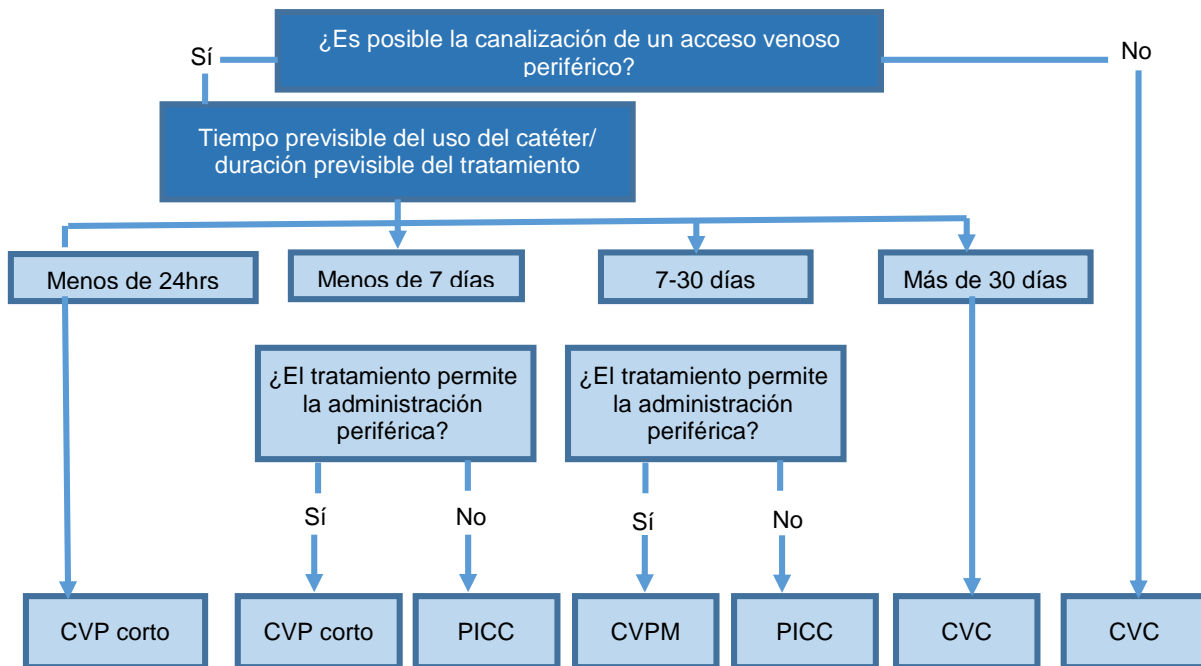 ¿Es posible la canalización de un acceso venoso
periférico?
Sí
No
Tiempo previsible del uso del catéter/
duración previsible del tratamiento
Menos de 24hrs
Menos de 7 días
7-30 días
Más de 30 días
¿El tratamiento permite
la administración
periférica?
¿El tratamiento permite
la administración
periférica?
Sí
No
Sí
No
CVP corto
CVP corto
PICC
CVPM
PICC
CVC
CVC